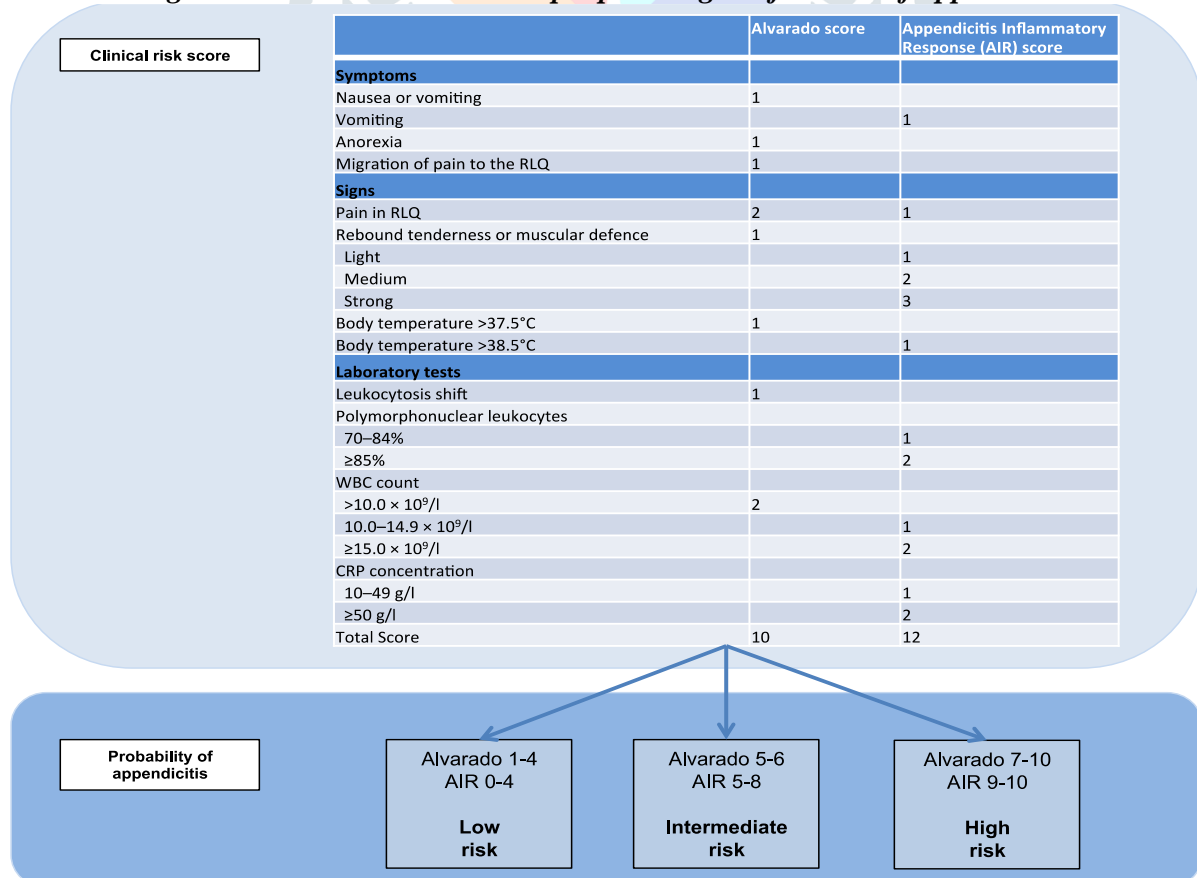 proposed
Clinical risk score
Alvarado score Appendicitis Inflammatory
Response (AIR) score
Symptoms
Nausea or vomiting 1
Vomiting 1
Anorexia 1
Migration of pain to the RLQ 1
Signs
Pain in RLQ 2 1
Rebound tenderness or muscular defence 1
Light 1
Medium 2
Strong 3
Body temperature >37.5°C 1
Body temperature >38.5°C 1
Laboratory tests
Leukocytosis shift 1
Polymorphonuclear leukocytes
70–84% 1
≥85% 2
WBC count
>10.0 × 10⁹/l 2
10.0–14.9 × 10⁹/l 1
≥15.0 × 10⁹/l 2
CRP concentration
10–49 g/l 1
≥50 g/l 2
Total Score 10 12
Probability of
appendicitis
Alvarado 1-4
AIR 0-4
Low
risk
Alvarado 5-6
AIR 5-8
Intermediate
risk
Alvarado 7-10
AIR 9-10
High
risk